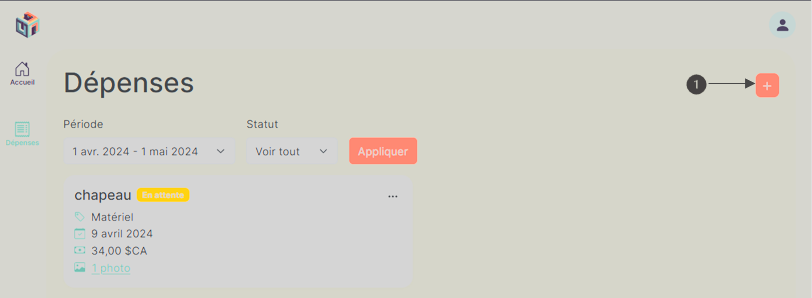 Accueil
Dépenses
Dépenses
1
+
Période
Statut
1 avr. 2024 - 1 mai 2024
Voir tout
Appliquer
chapeau
En attente
...
Matériel
9 avril 2024
34,00 $CA
1 photo